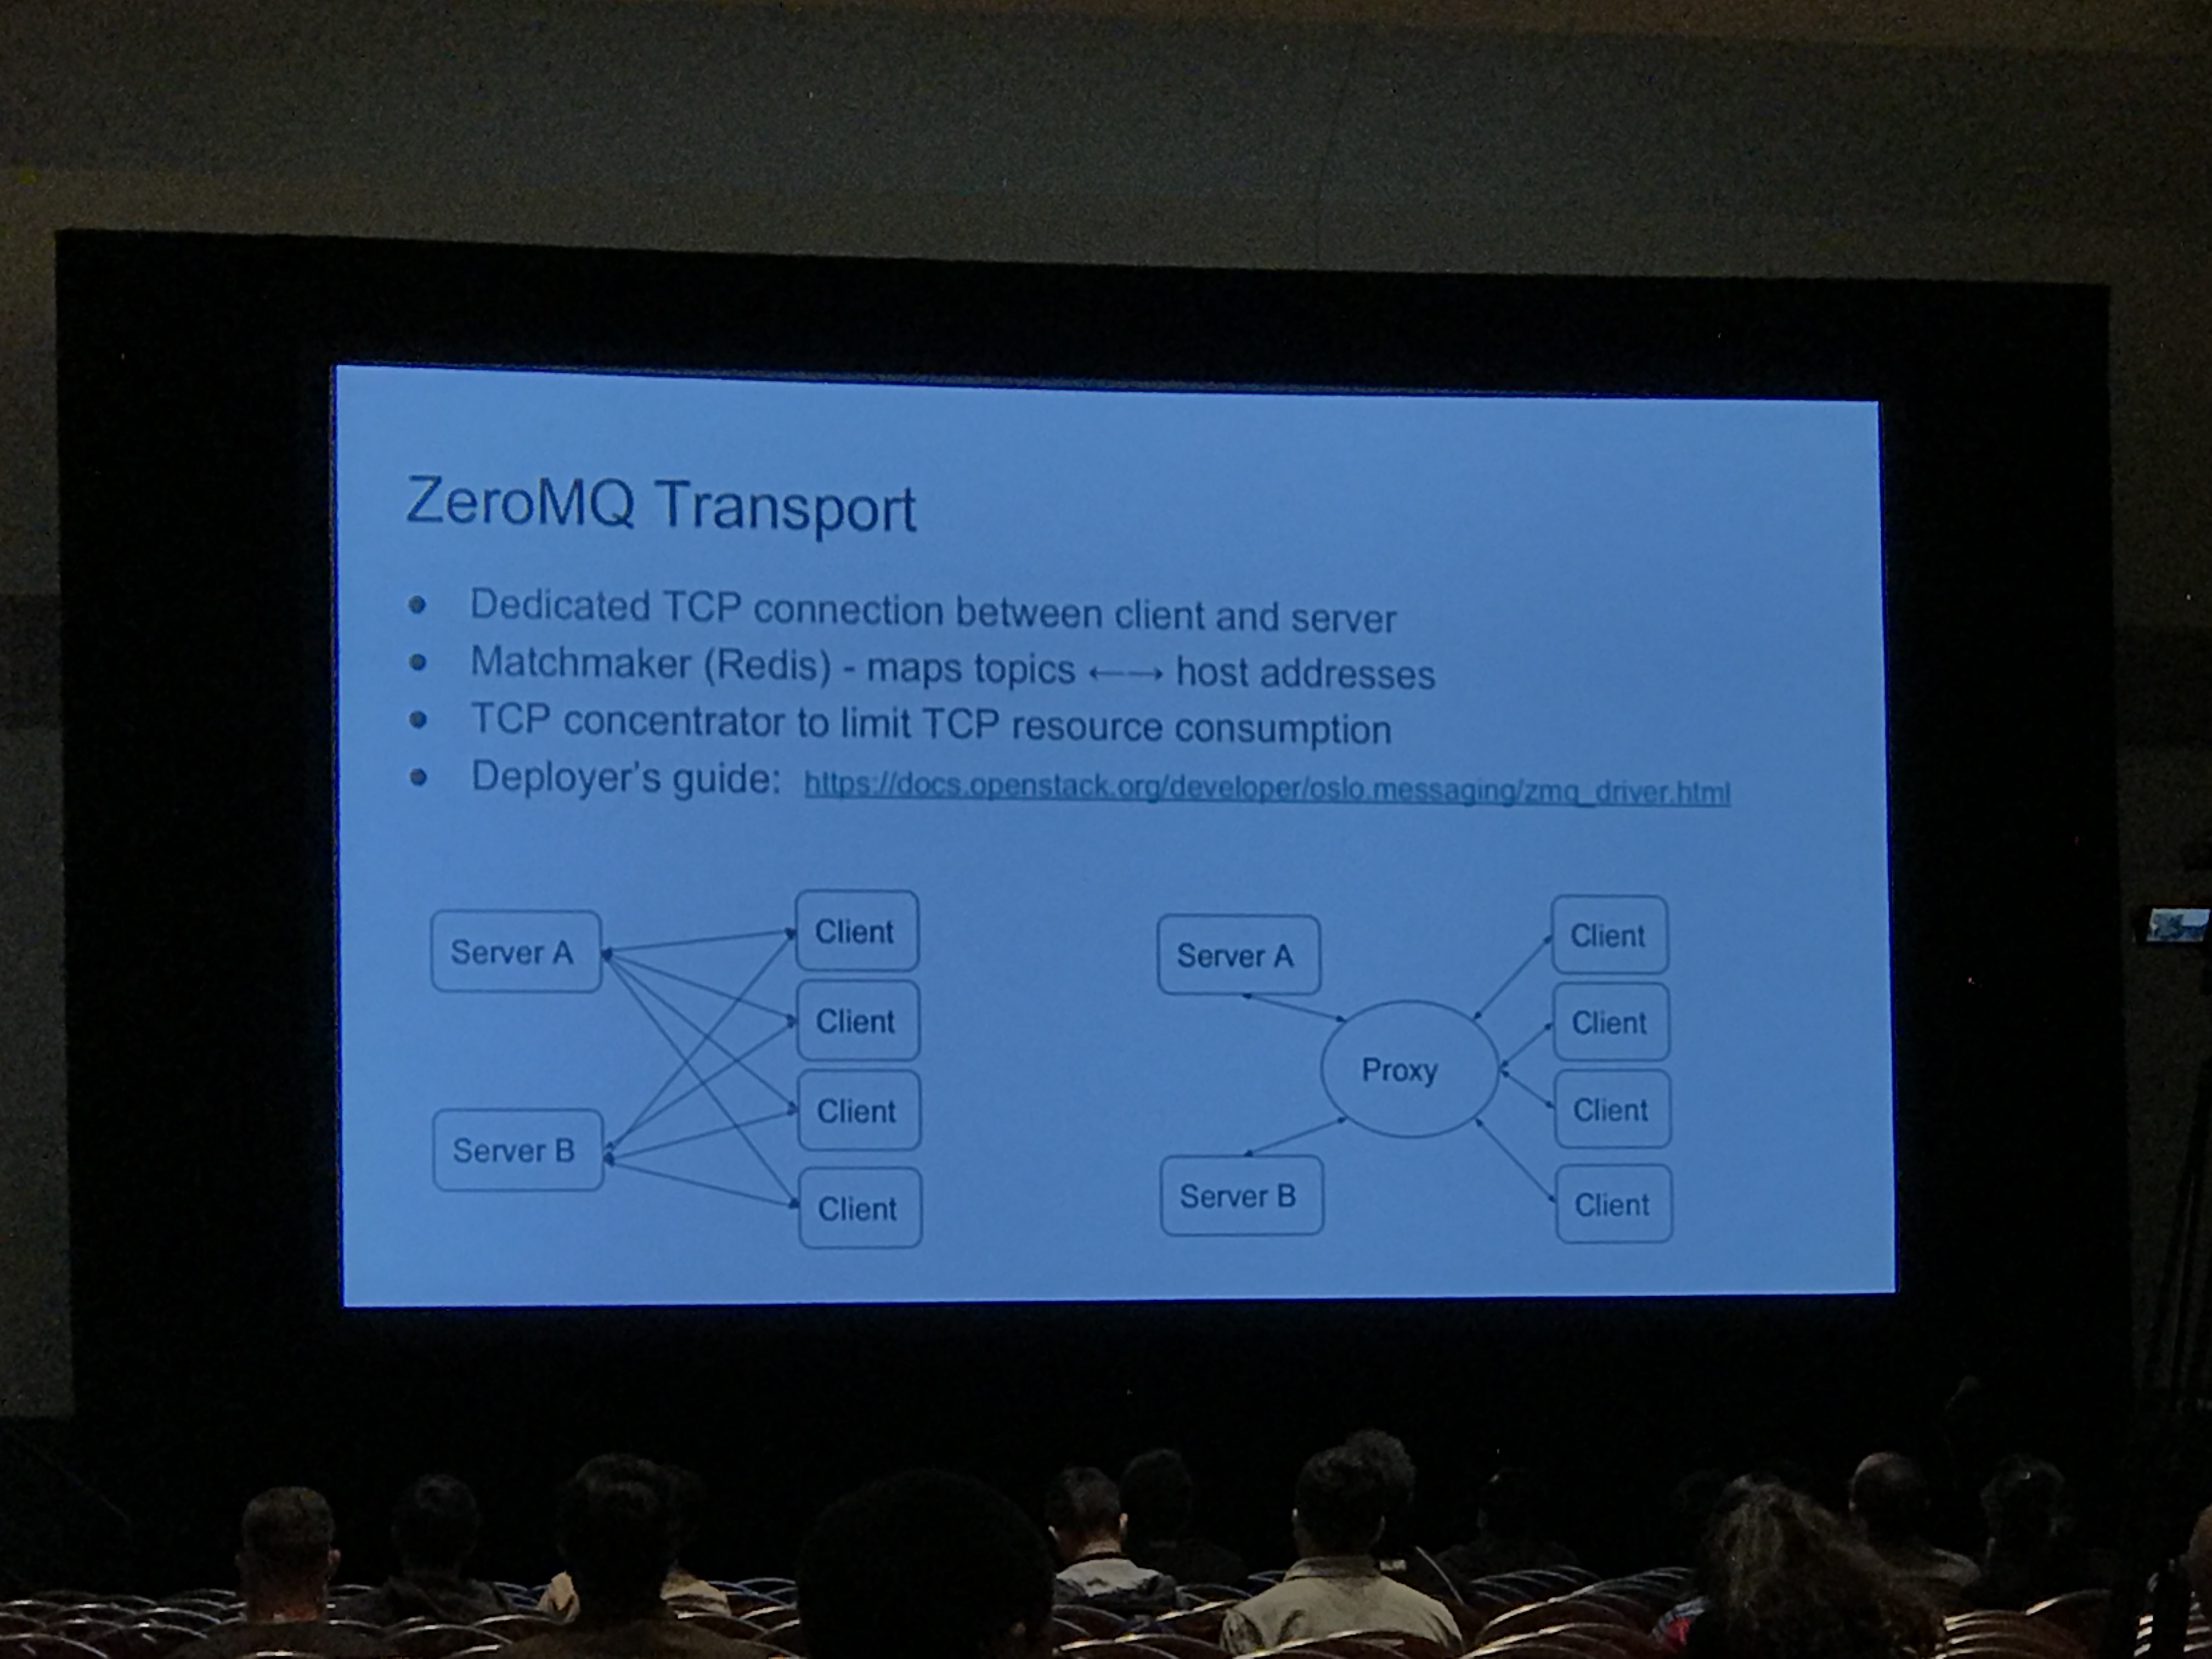 ZeroMQ Transport
● Dedicated TCP connection between client and server
● Matchmaker (Redis) - maps topics ←→ host addresses
● TCP concentrator to limit TCP resource consumption
● Deployer's guide: https://docs.openstack.org/developer/oslo.messaging/zmq_driver.html
Server A
Client
Client
Client
Client
Server B
Server A
Proxy
Server B
Client
Client
Client
Client